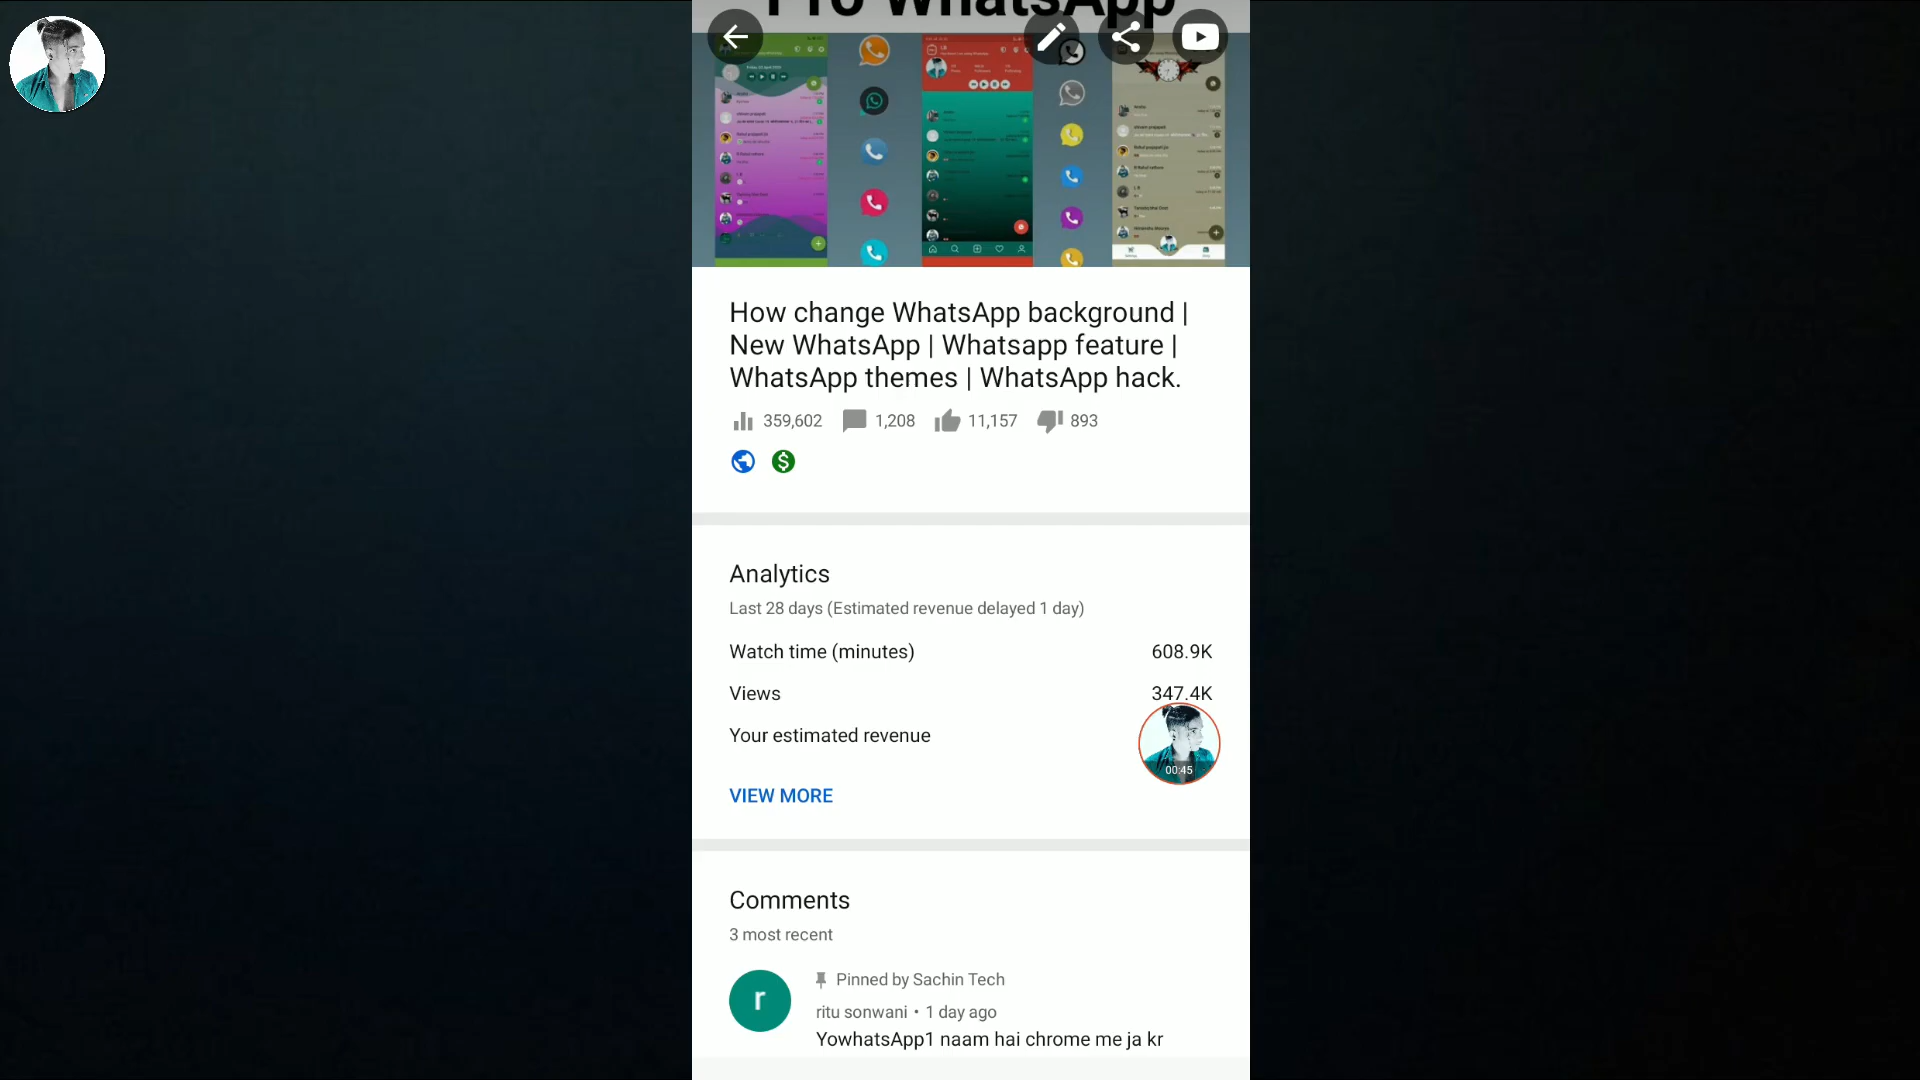 Pro WhatsApp
How change WhatsApp background |
New WhatsApp | Whatsapp feature |
WhatsApp themes | WhatsApp hack.
359,602 1,208 11,157 893
Analytics
Last 28 days (Estimated revenue delayed 1 day)
Watch time (minutes) 608.9K
Views 347.4K
Your estimated revenue
00:45
VIEW MORE
Comments
3 most recent
r
Pinned by Sachin Tech
ritu sonwani • 1 day ago
YowhatsApp1 naam hai chrome me ja kr